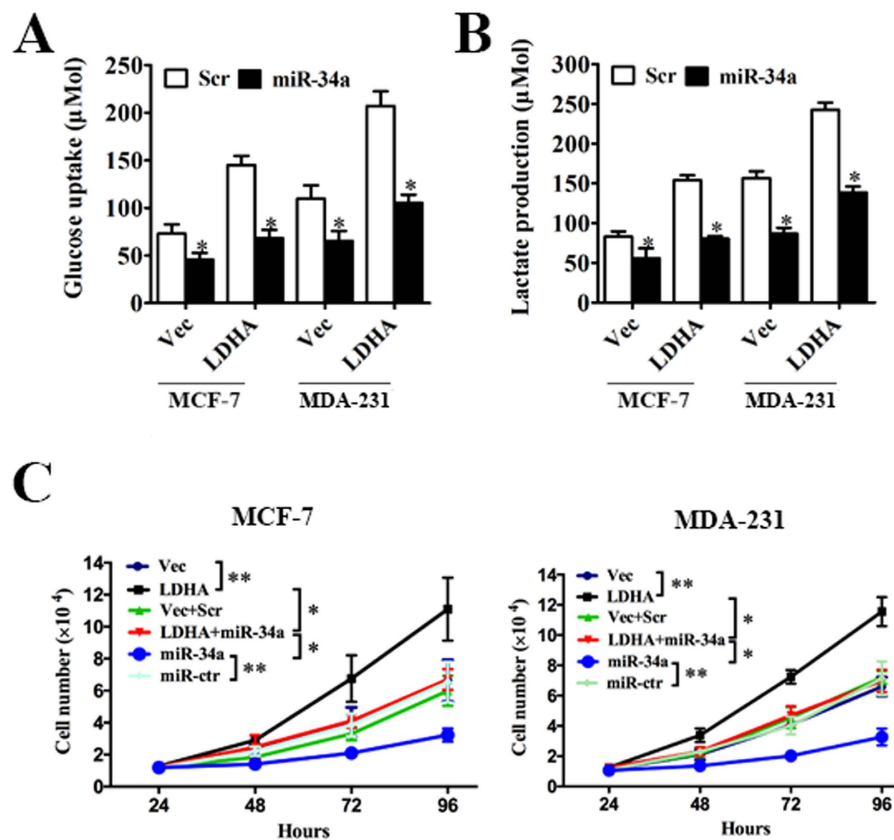 A
Glucose uptake (µMol)
250
200
150
100
50
0
Scr miR-34a
*
*
*
*
Vec LDHA Vec LDHA
MCF-7 MDA-231
B
Lactate production (µMol)
300
250
200
150
100
50
0
Scr miR-34a
*
*
*
*
Vec LDHA Vec LDHA
MCF-7 MDA-231
C
MCF-7
Cell number (×10⁴)
14
12
10
8
6
4
2
0
Vec
LDHA
Vec+Scr
LDHA+miR-34a
miR-34a
miR-ctr
**
*
*
**
24 48 72 96
Hours
MDA-231
Cell number (×10⁴)
14
12
10
8
6
4
2
0
Vec
LDHA
Vec+Scr
LDHA+miR-34a
miR-34a
miR-ctr
**
*
*
**
24 48 72 96
Hours